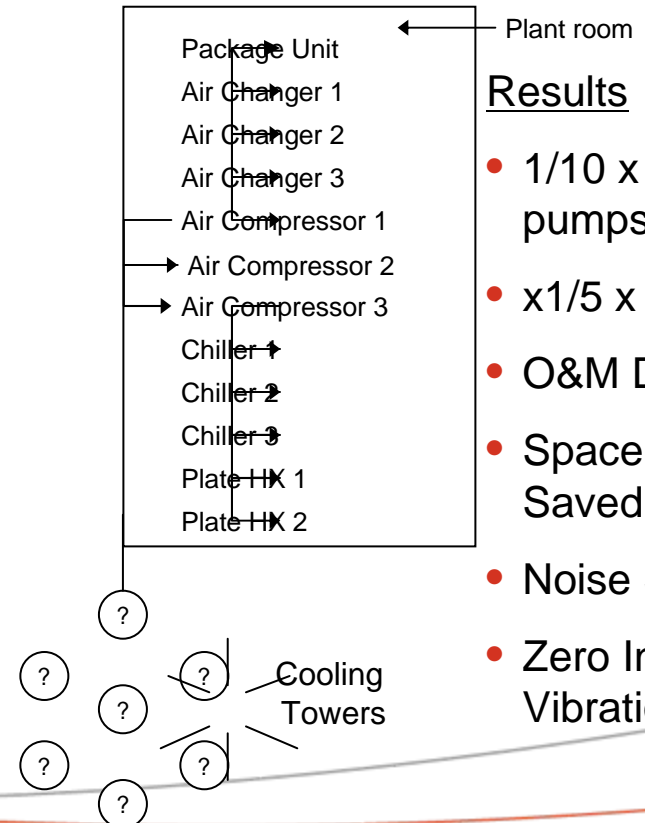 Plant room
Package Unit
Air Changer 1
Air Changer 2
Air Changer 3
Air Compressor 1
Air Compressor 2
Air Compressor 3
Chiller 1
Chiller 2
Chiller 3
Plate HX 1
Plate HX 2
?
?
?
?
?
?
?
Cooling
Towers
Results
• 1/10 x
pumps
• x1/5 x
• O&M
• Space
Saved
• Noise
• Zero